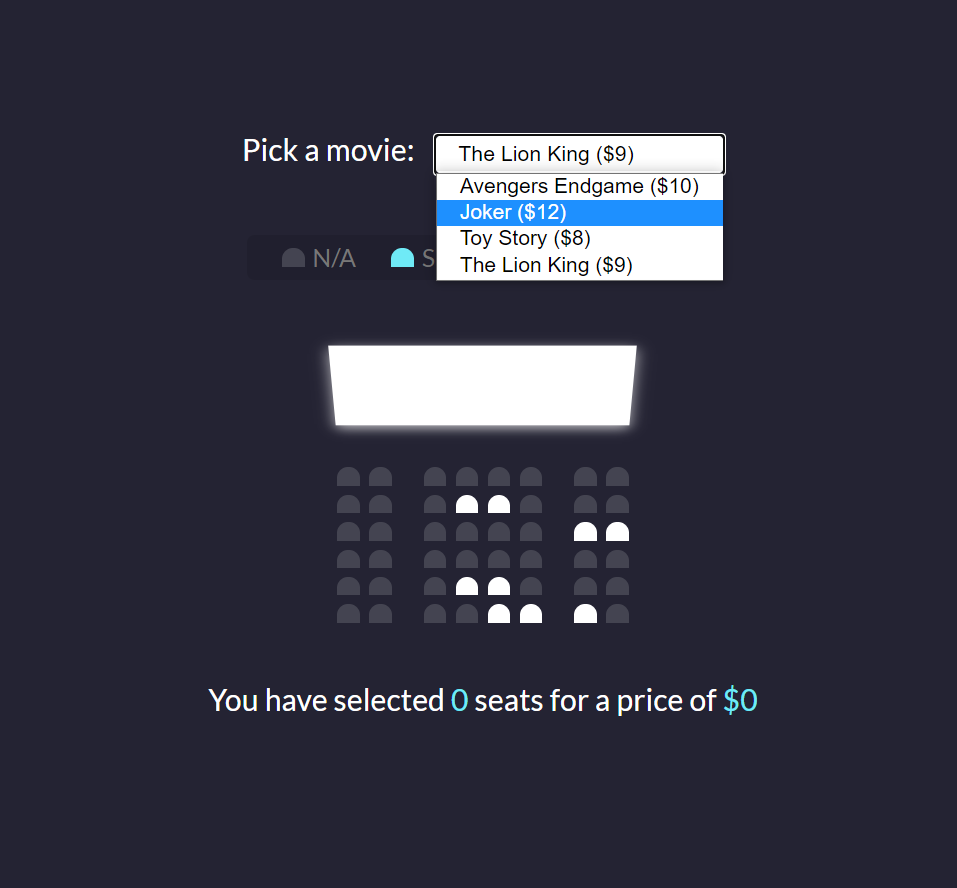 Pick a movie: The Lion King ($9)
Avengers Endgame ($10)
Joker ($12)
Toy Story ($8)
The Lion King ($9)
N/A S
You have selected 0 seats for a price of $0